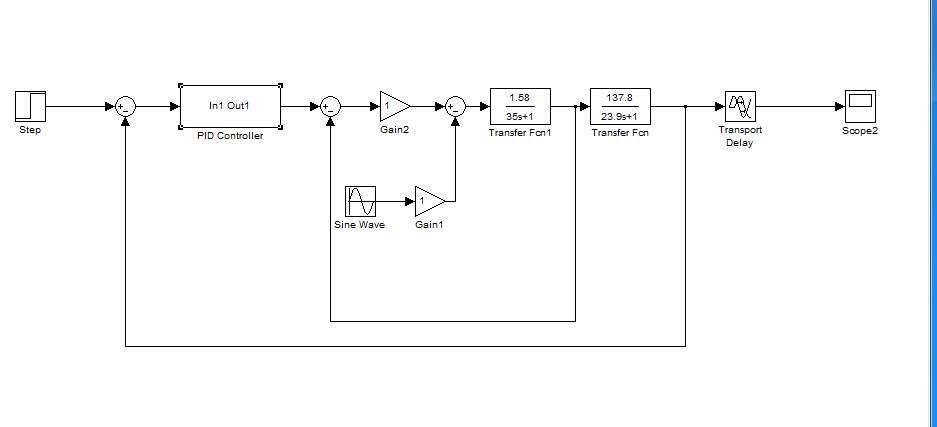 Step
+
-
In1 Out1
PID Controller
+
-
1
Gain2
+
-
1.58
35s+1
Transfer Fcn1
137.8
23.9s+1
Transfer Fcn
Transport
Delay
Scope2
Sine Wave
1
Gain1